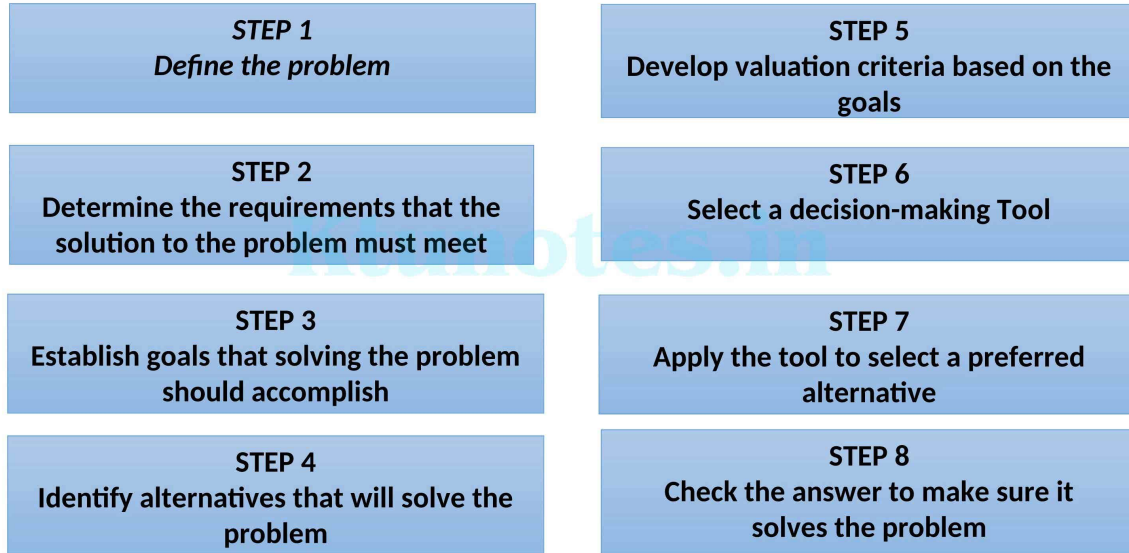 STEP 1
Define the problem
STEP 2
Determine the requirements that the
solution to the problem must meet
STEP 3
Establish goals that solving the problem
should accomplish
STEP 4
Identify alternatives that will solve the
problem
STEP 5
Develop valuation criteria based on the
goals
STEP 6
Select a decision-making Tool
STEP 7
Apply the tool to select a preferred
alternative
STEP 8
Check the answer to make sure it
solves the problem
Ktunotes.in